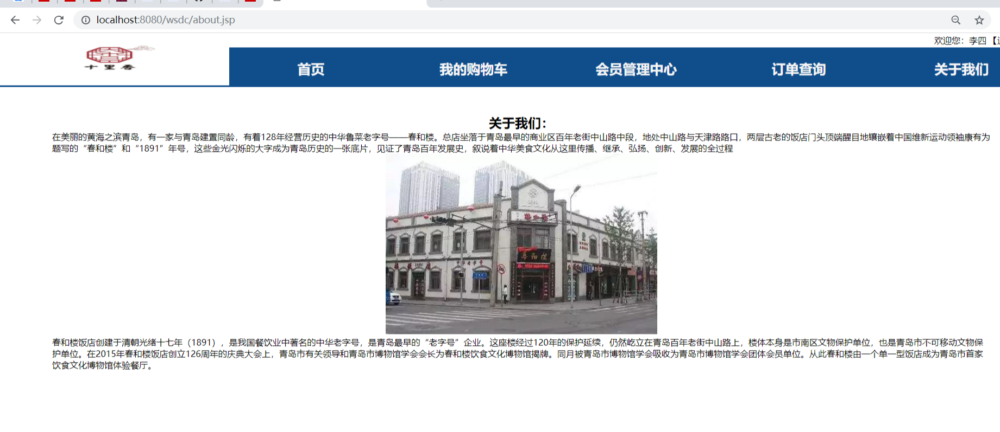 localhost:8080/wsdc/about.jsp
欢迎您：李四 【
十里香
首页 我的购物车 会员管理中心 订单查询 关于我们
关于我们：
在美丽的黄海之滨青岛，有一家与青岛建置同龄，有着128年经营历史的中华鲁菜老字号——春和楼。总店坐落于青岛最早的商业区百年老街中山路中段，地处中山路与天津路路口，两层古老的饭店门头顶端醒目地镶嵌着中国维新运动领袖康有为
题写的“春和楼”和“1891”年号，这些金光闪烁的大字成为青岛历史的一张底片，见证了青岛百年发展史，叙说着中华美食文化从这里传播、继承、弘扬、创新、发展的全过程
楼和春
春和楼
1891
中华老字号
春和楼饭店创建于清朝光绪十七年（1891），是我国餐饮业中著名的中华老字号，是青岛最早的“老字号”企业。这座楼经过120年的保护延续，仍然屹立在青岛百年老街中山路上，楼体本身是市南区文物保护单位，也是青岛市不可移动文物保
护单位。在2015年春和楼饭店创立126周年的庆典大会上，青岛市有关领导和青岛市博物馆学会会长为春和楼饮食文化博物馆揭牌。同月被青岛市博物馆学会吸收为青岛市博物馆学会团体会员单位。从此春和楼由一个单一型饭店成为青岛市首家
饮食文化博物馆体验餐厅。